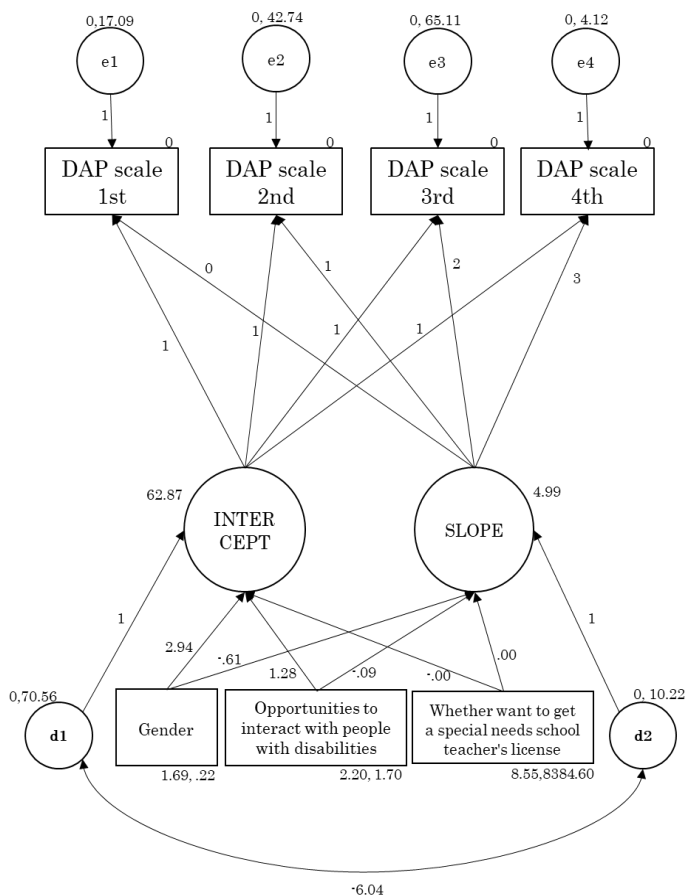 0,17.09
0, 42.74
0, 65.11
0, 4.12
e1
e2
e3
e4
1
1
1
1
0
0
0
0
DAP scale
1st
DAP scale
2nd
DAP scale
3rd
DAP scale
4th
0
1
2
3
1
1
1
1
62.87
4.99
INTER
CEPT
SLOPE
1
1
2.94
-.61
1.28
-.09
-.00
.00
0,70.56
0, 10.22
d1
Gender
Opportunities to
interact with people
with disabilities
Whether want to get
a special needs school
teacher's license
d2
1.69, .22
2.20, 1.70
8.55,8384.60
-6.04